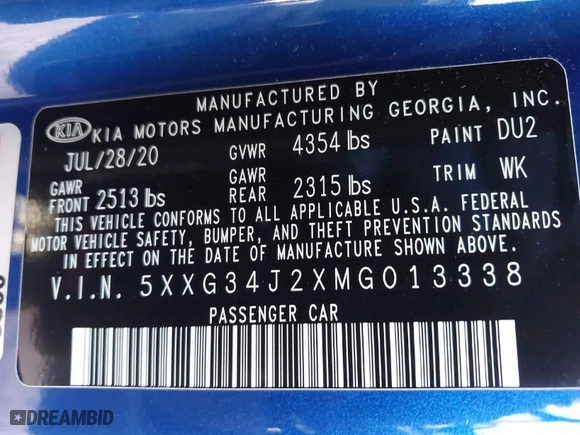 MANUFACTURED BY
KIA KIA MOTORS MANUFACTURING GEORGIA, INC.
JUL/28/20 GVWR 4354 lbs PAINT DU2
GAWR FRONT 2513 lbs GAWR REAR 2315 lbs TRIM WK
THIS VEHICLE CONFORMS TO ALL APPLICABLE U.S.A. FEDERAL
MOTOR VEHICLE SAFETY, BUMPER, AND THEFT PREVENTION STANDARDS
IN EFFECT ON THE DATE OF MANUFACTURE SHOWN ABOVE.
V.I.N. 5XXG34J2XMG013338
PASSENGER CAR
DREAMBID